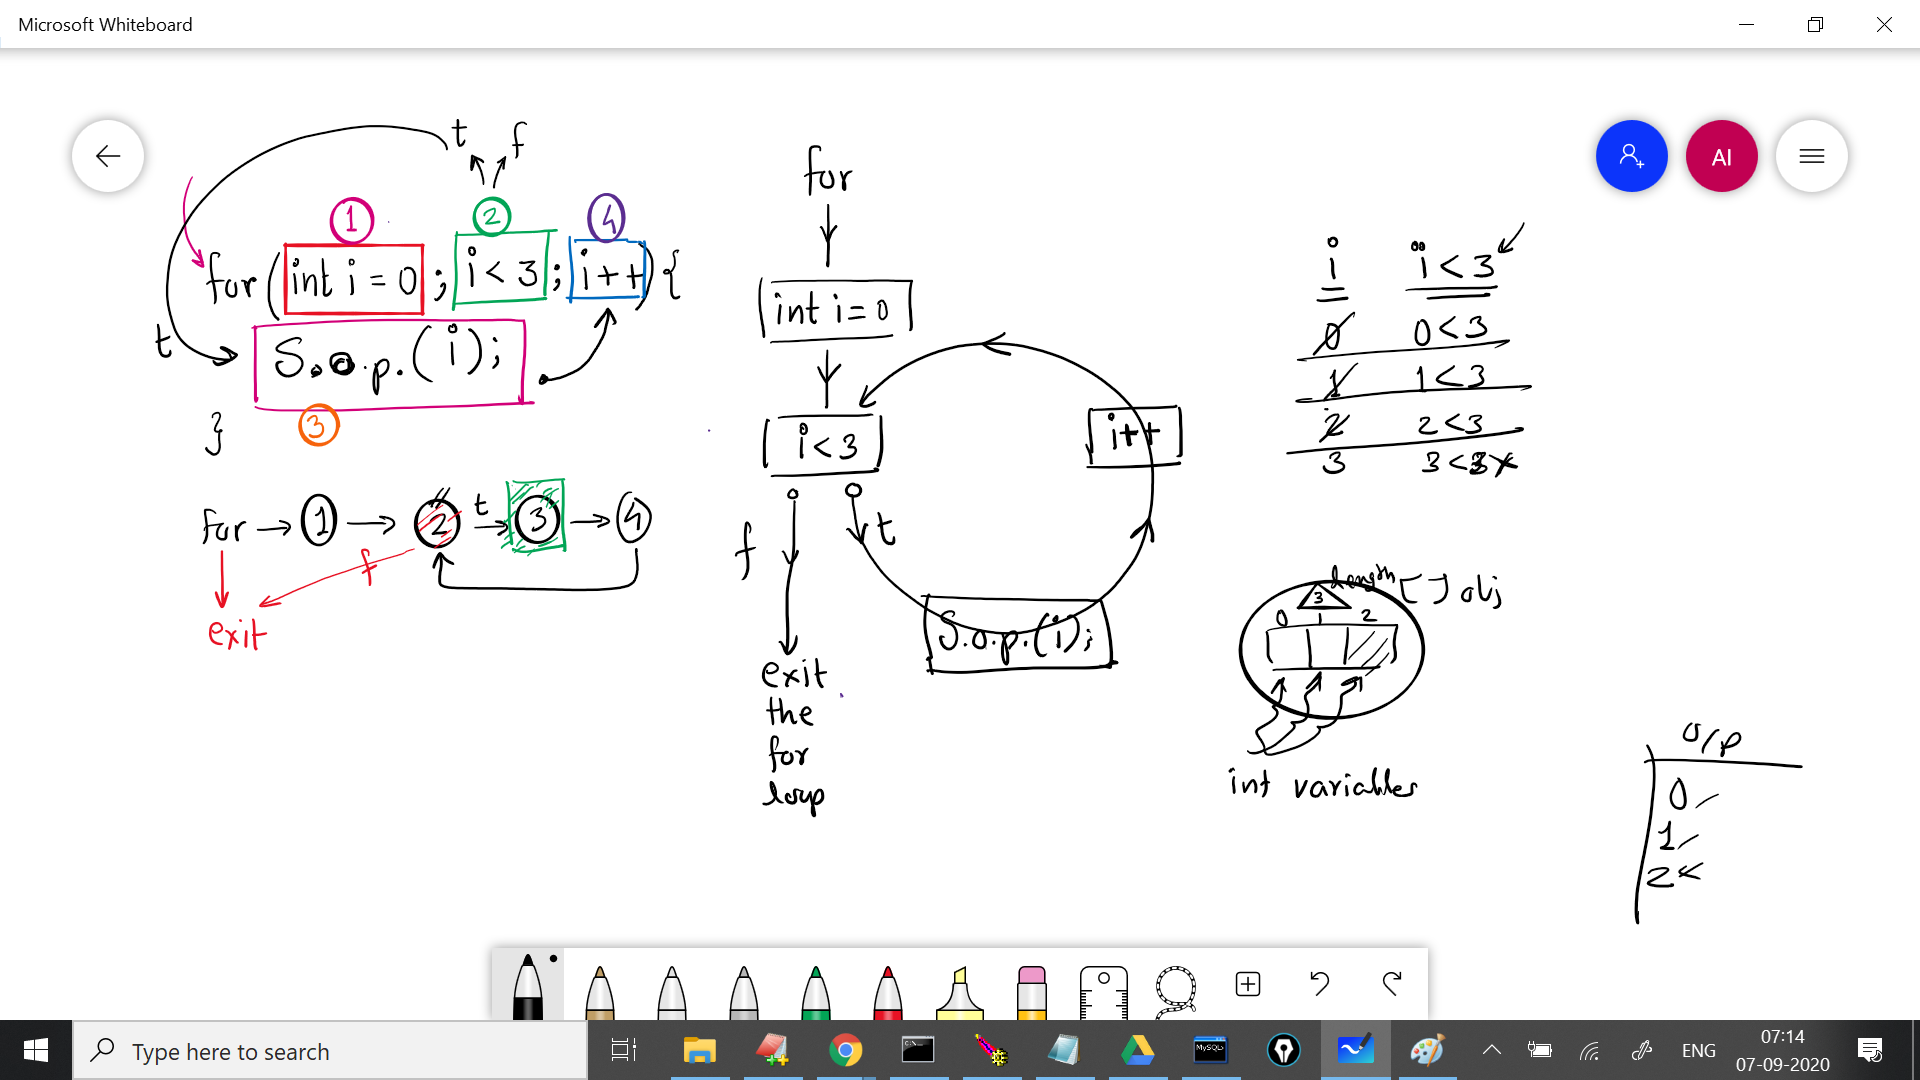 Microsoft Whiteboard
AI
t f
1 2 4
for(int i = 0; i < 3; i++){
t
S.o.p.(i);
}
3
for → 1 → 2 t → 3 → 4
f
exit
for
int i = 0
i < 3
i++
f
t
S.o.p.(i);
exit
the
for
loop
i i < 3
0 0 < 3
1 1 < 3
2 2 < 3
3 3 < 3 x
length [ ] obj
3
0 1 2
int variables
o/p
0
1
2
Type here to search
MySQL
ENG
07:14
07-09-2020